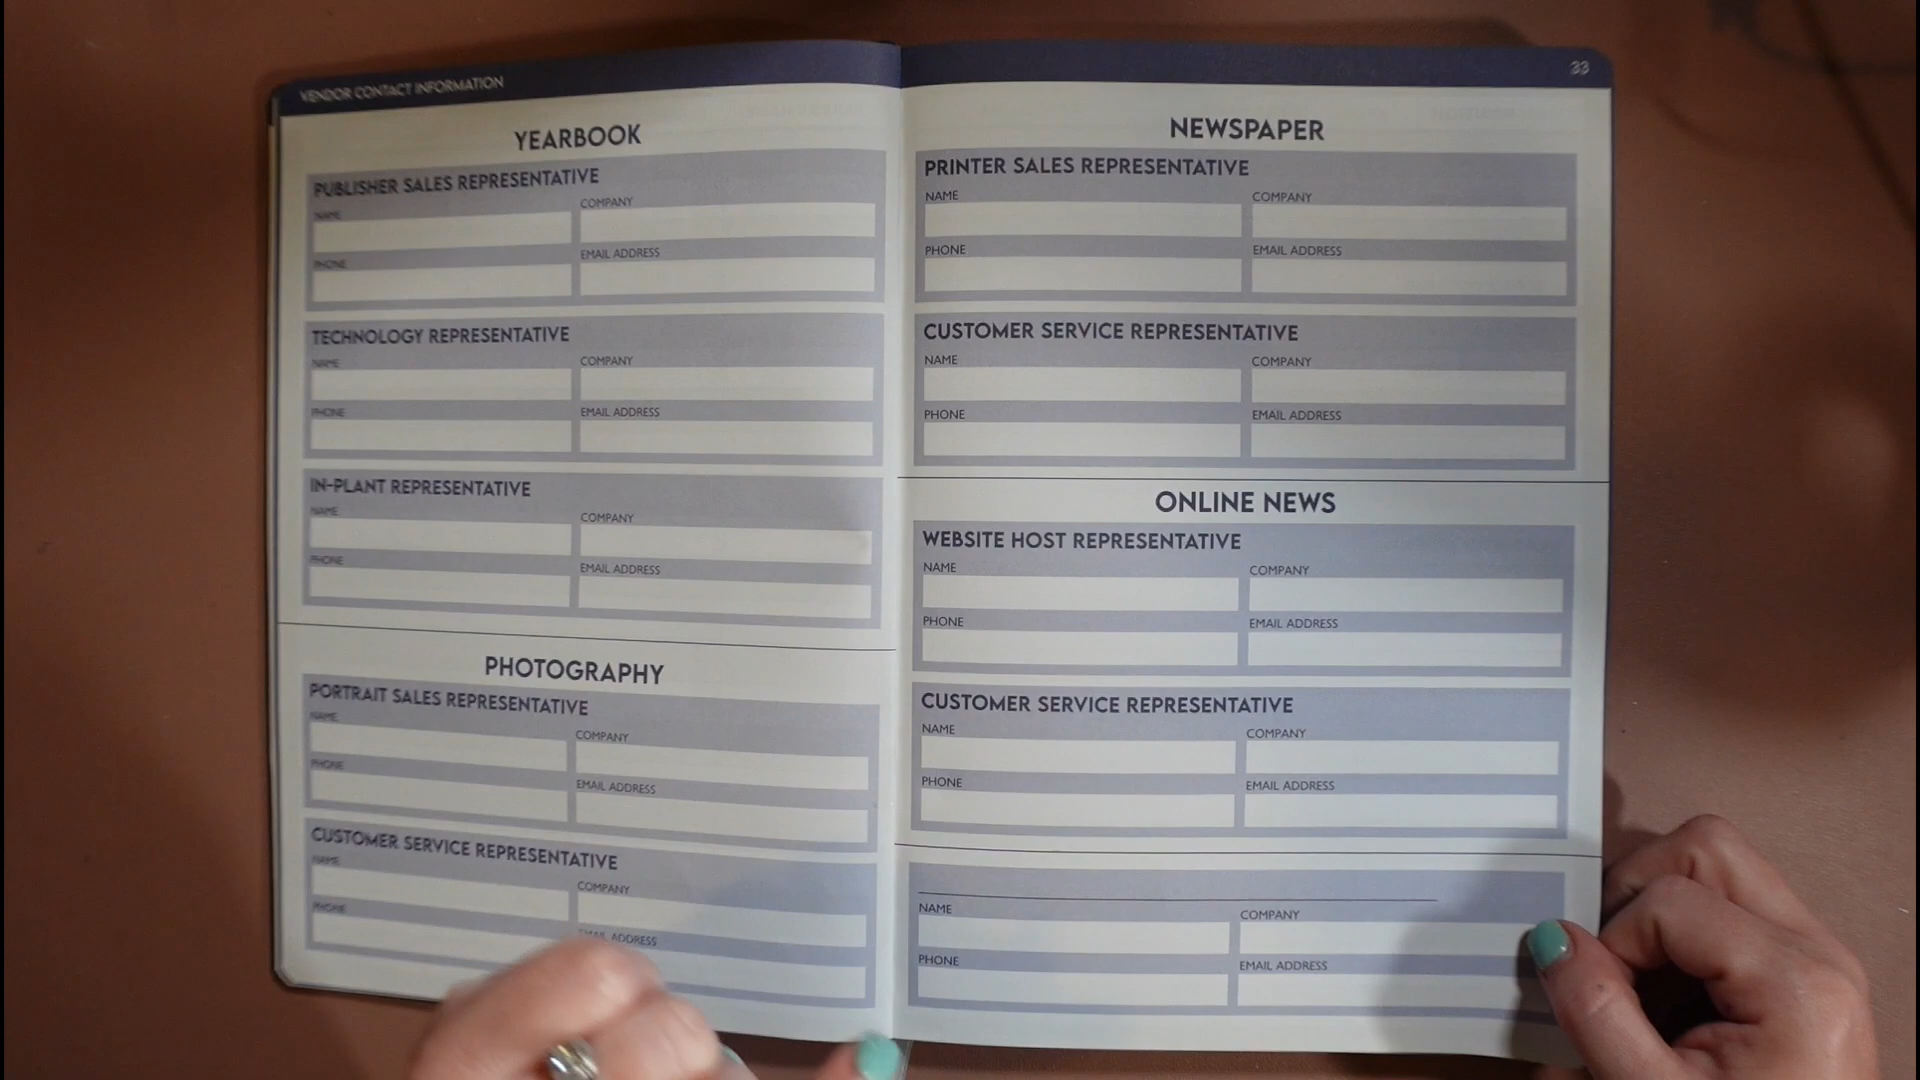 VENDOR CONTACT INFORMATION
YEARBOOK
PUBLISHER SALES REPRESENTATIVE
NAME COMPANY
PHONE EMAIL ADDRESS
TECHNOLOGY REPRESENTATIVE
NAME COMPANY
PHONE EMAIL ADDRESS
IN-PLANT REPRESENTATIVE
NAME COMPANY
PHONE EMAIL ADDRESS
PHOTOGRAPHY
PORTRAIT SALES REPRESENTATIVE
NAME COMPANY
PHONE EMAIL ADDRESS
CUSTOMER SERVICE REPRESENTATIVE
NAME COMPANY
PHONE EMAIL ADDRESS
33
NEWSPAPER
PRINTER SALES REPRESENTATIVE
NAME COMPANY
PHONE EMAIL ADDRESS
CUSTOMER SERVICE REPRESENTATIVE
NAME COMPANY
PHONE EMAIL ADDRESS
ONLINE NEWS
WEBSITE HOST REPRESENTATIVE
NAME COMPANY
PHONE EMAIL ADDRESS
CUSTOMER SERVICE REPRESENTATIVE
NAME COMPANY
PHONE EMAIL ADDRESS
NAME COMPANY
PHONE EMAIL ADDRESS